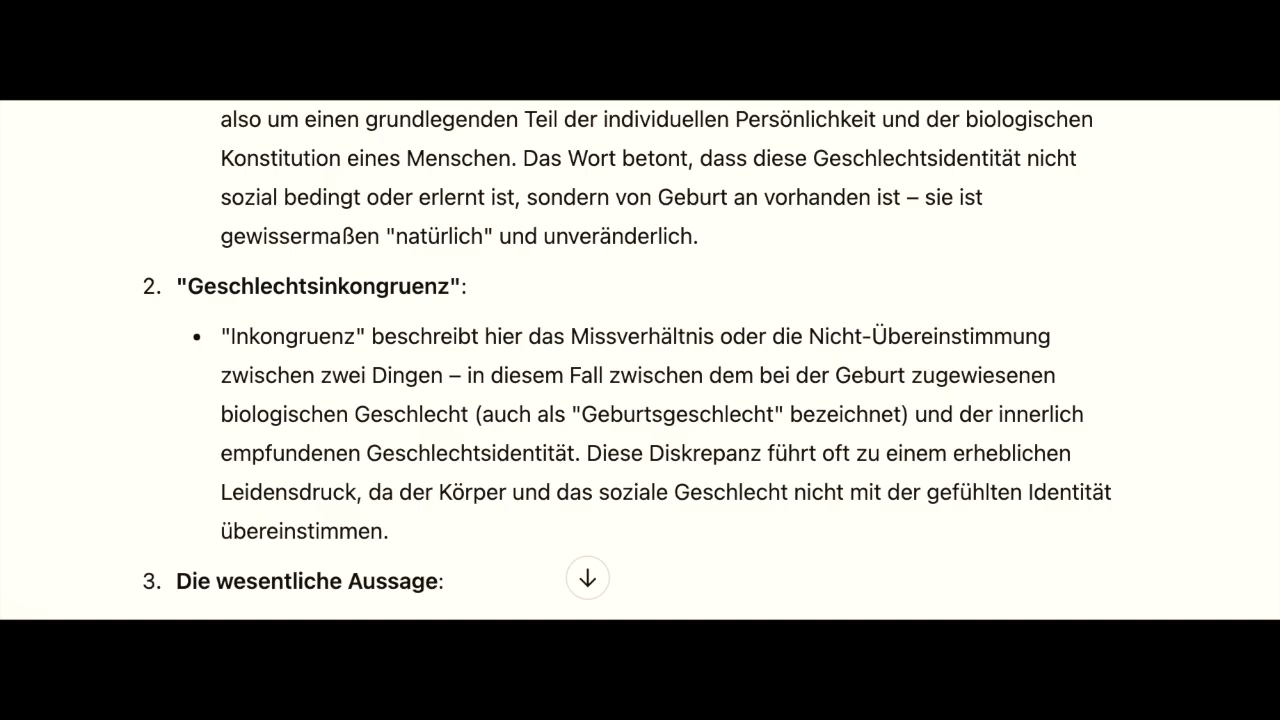 also um einen grundlegenden Teil der individuellen Persönlichkeit und der biologischen
Konstitution eines Menschen. Das Wort betont, dass diese Geschlechtsidentität nicht
sozial bedingt oder erlernt ist, sondern von Geburt an vorhanden ist – sie ist
gewissermaßen "natürlich" und unveränderlich.
2. "Geschlechtsinkongruenz":
• "Inkongruenz" beschreibt hier das Missverhältnis oder die Nicht-Übereinstimmung
zwischen zwei Dingen – in diesem Fall zwischen dem bei der Geburt zugewiesenen
biologischen Geschlecht (auch als "Geburtsgeschlecht" bezeichnet) und der innerlich
empfundenen Geschlechtsidentität. Diese Diskrepanz führt oft zu einem erheblichen
Leidensdruck, da der Körper und das soziale Geschlecht nicht mit der gefühlten Identität
übereinstimmen.
3. Die wesentliche Aussage: